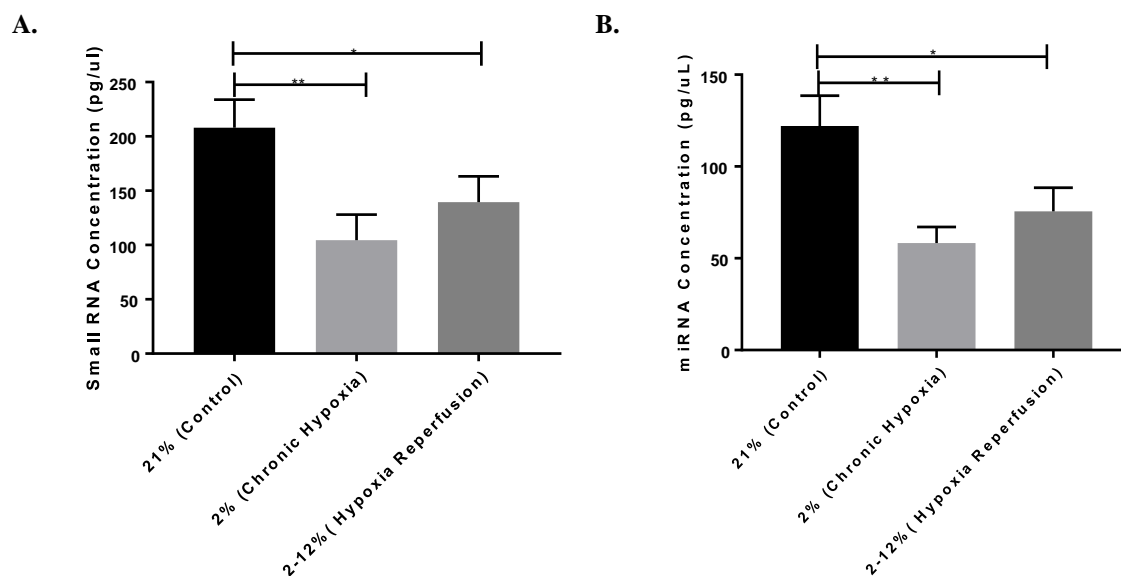 A.
Small RNA Concentration (pg/ul)
250
200
150
100
50
0
*
**
21% (Control)
2% (Chronic Hypoxia)
2-12%( Hypoxia Reperfusion)
B.
miRNA Concentration (pg/uL)
150
100
50
0
*
**
21% (Control)
2% (Chronic Hypoxia)
2-12%( Hypoxia Reperfusion)